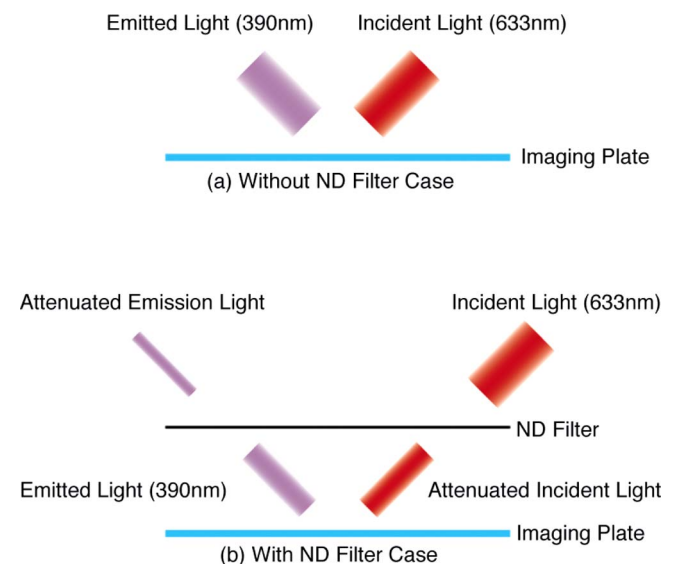 Emitted Light (390nm)
Incident Light (633nm)
Imaging Plate
(a) Without ND Filter Case
Attenuated Emission Light
Incident Light (633nm)
ND Filter
Emitted Light (390nm)
Attenuated Incident Light
Imaging Plate
(b) With ND Filter Case